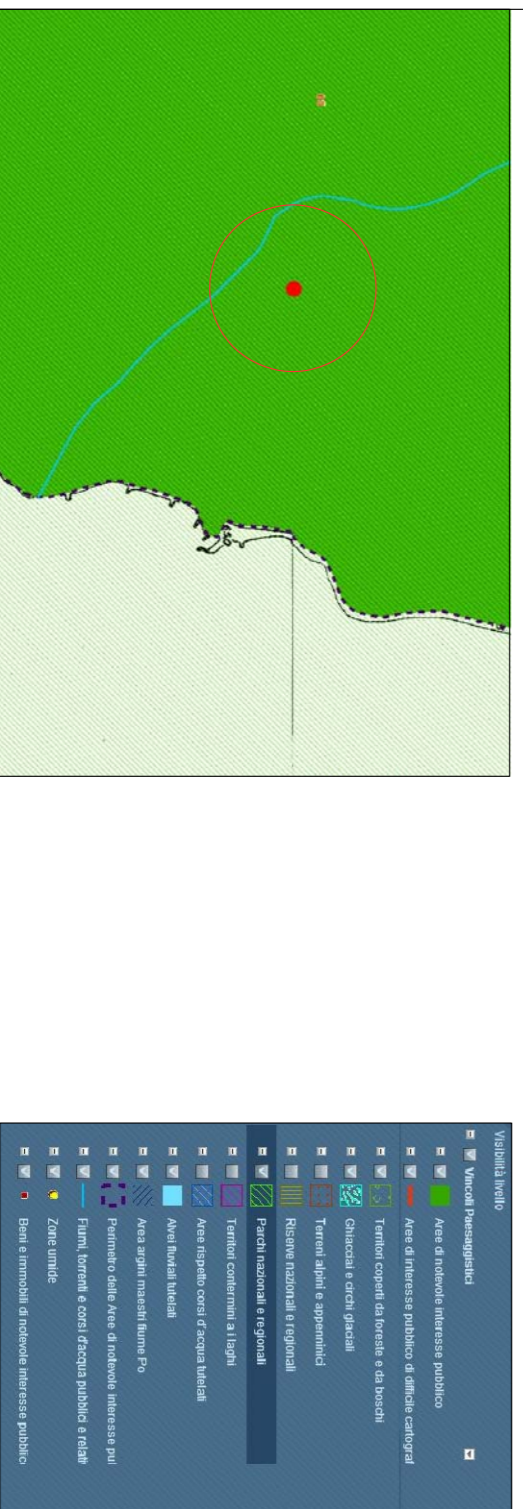 Visibilità livello
Vincoli Paesaggistici
Aree di notevole interesse pubblico
Aree di interesse pubblico di difficile cartograf
Territori coperti da foreste e da boschi
Ghiacciai e circhi glaciali
Terreni alpini e appenninici
Riserve nazionali e regionali
Parchi nazionali e regionali
Territori contermini a i laghi
Aree rispetto corsi d'acqua tutelati
Alvei fluviali tutelati
Area argini maestri fiume Po
Perimetro delle Aree di notevole interesse pul
Fiumi, torrenti e corsi d'acqua pubblici e relati
Zone umide
Beni e immobili di notevole interesse pubblico